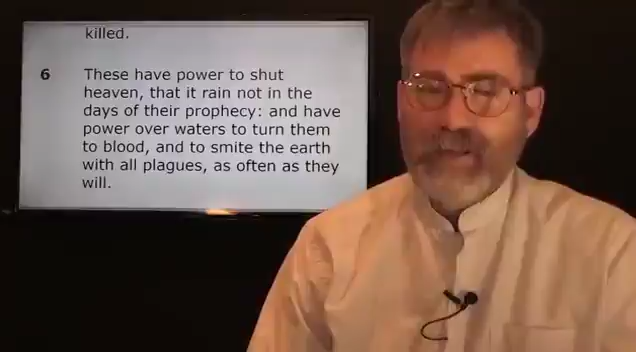 killed.
6 These have power to shut
heaven, that it rain not in the
days of their prophecy: and have
power over waters to turn them
to blood, and to smite the earth
with all plagues, as often as they
will.